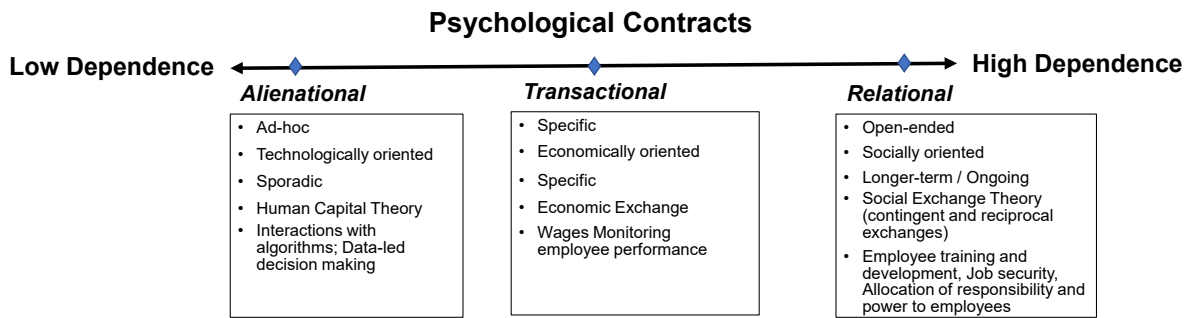 Psychological Contracts
Low Dependence
High Dependence
Alienational
• Ad-hoc
• Technologically oriented
• Sporadic
• Human Capital Theory
• Interactions with
algorithms; Data-led
decision making
Transactional
• Specific
• Economically oriented
• Specific
• Economic Exchange
• Wages Monitoring
employee performance
Relational
• Open-ended
• Socially oriented
• Longer-term / Ongoing
• Social Exchange Theory
(contingent and reciprocal
exchanges)
• Employee training and
development, Job security,
Allocation of responsibility and
power to employees